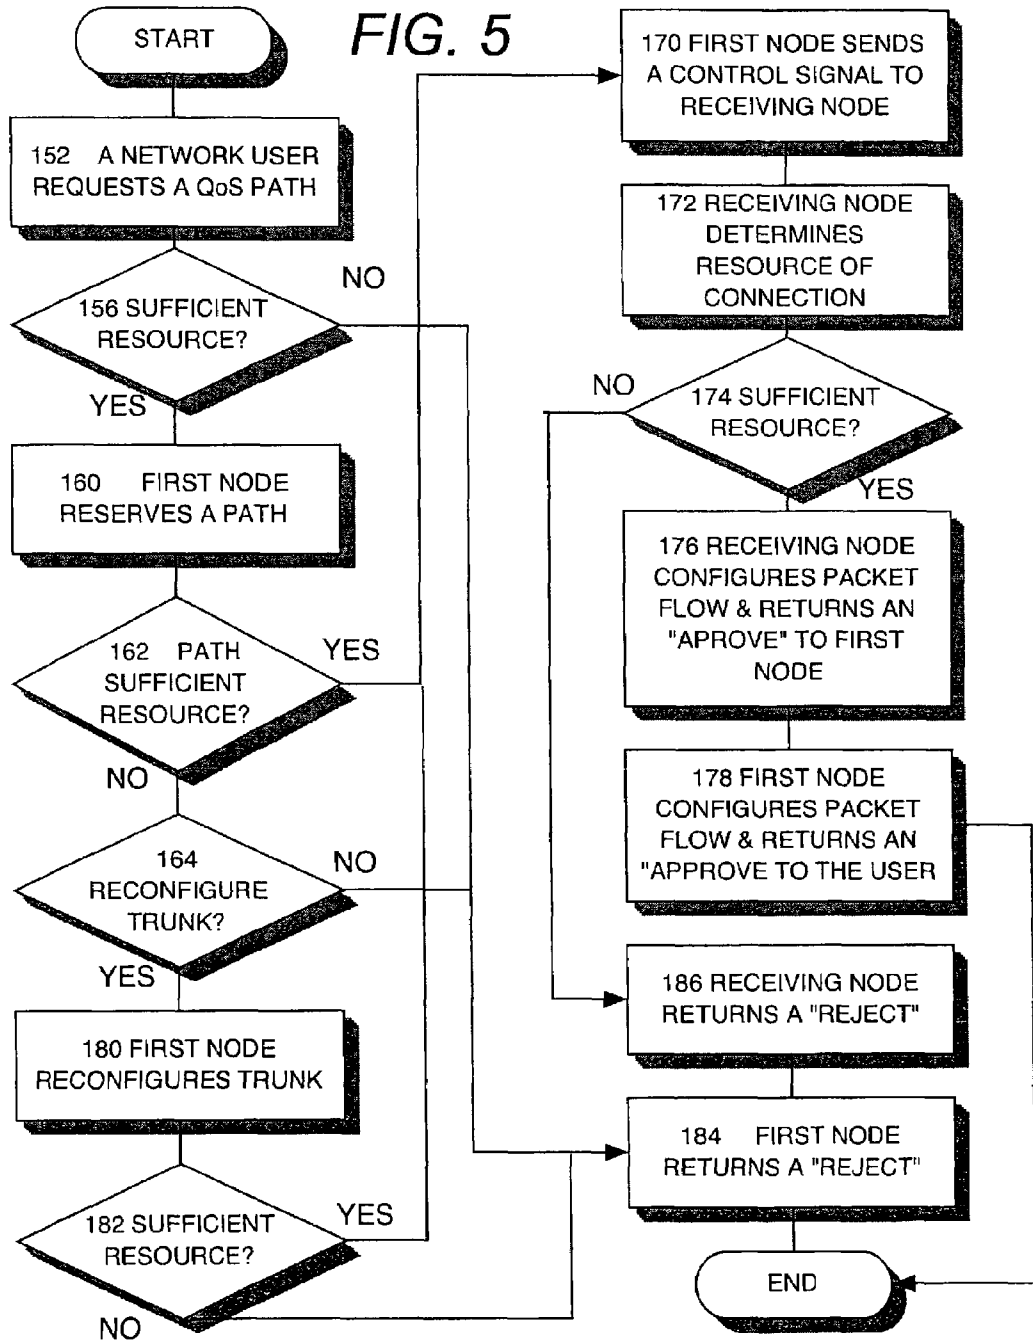 FIG. 5
START
152 A NETWORK USER
REQUESTS A QoS PATH
156 SUFFICIENT
RESOURCE?
NO
YES
160 FIRST NODE
RESERVES A PATH
162 PATH
SUFFICIENT
RESOURCE?
YES
NO
164
RECONFIGURE
TRUNK?
NO
YES
180 FIRST NODE
RECONFIGURES TRUNK
182 SUFFICIENT
RESOURCE?
YES
NO
170 FIRST NODE SENDS
A CONTROL SIGNAL TO
RECEIVING NODE
172 RECEIVING NODE
DETERMINES
RESOURCE OF
CONNECTION
174 SUFFICIENT
RESOURCE?
NO
YES
176 RECEIVING NODE
CONFIGURES PACKET
FLOW & RETURNS AN
"APROVE" TO FIRST
NODE
178 FIRST NODE
CONFIGURES PACKET
FLOW & RETURNS AN
"APPROVE TO THE USER
186 RECEIVING NODE
RETURNS A "REJECT"
184 FIRST NODE
RETURNS A "REJECT"
END